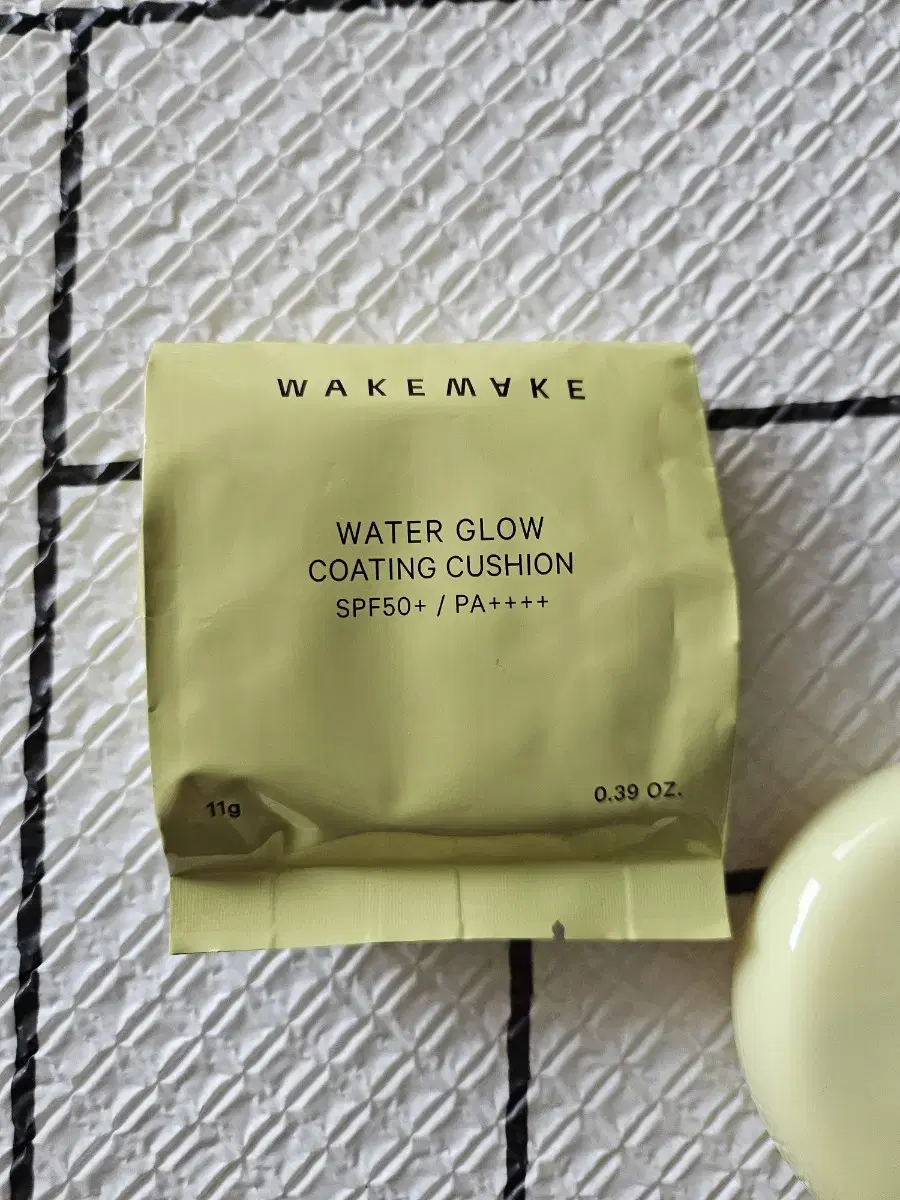 WAKEMAKE
WATER GLOW
COATING CUSHION
SPF50+ / PA++++
11g
0.39 OZ.